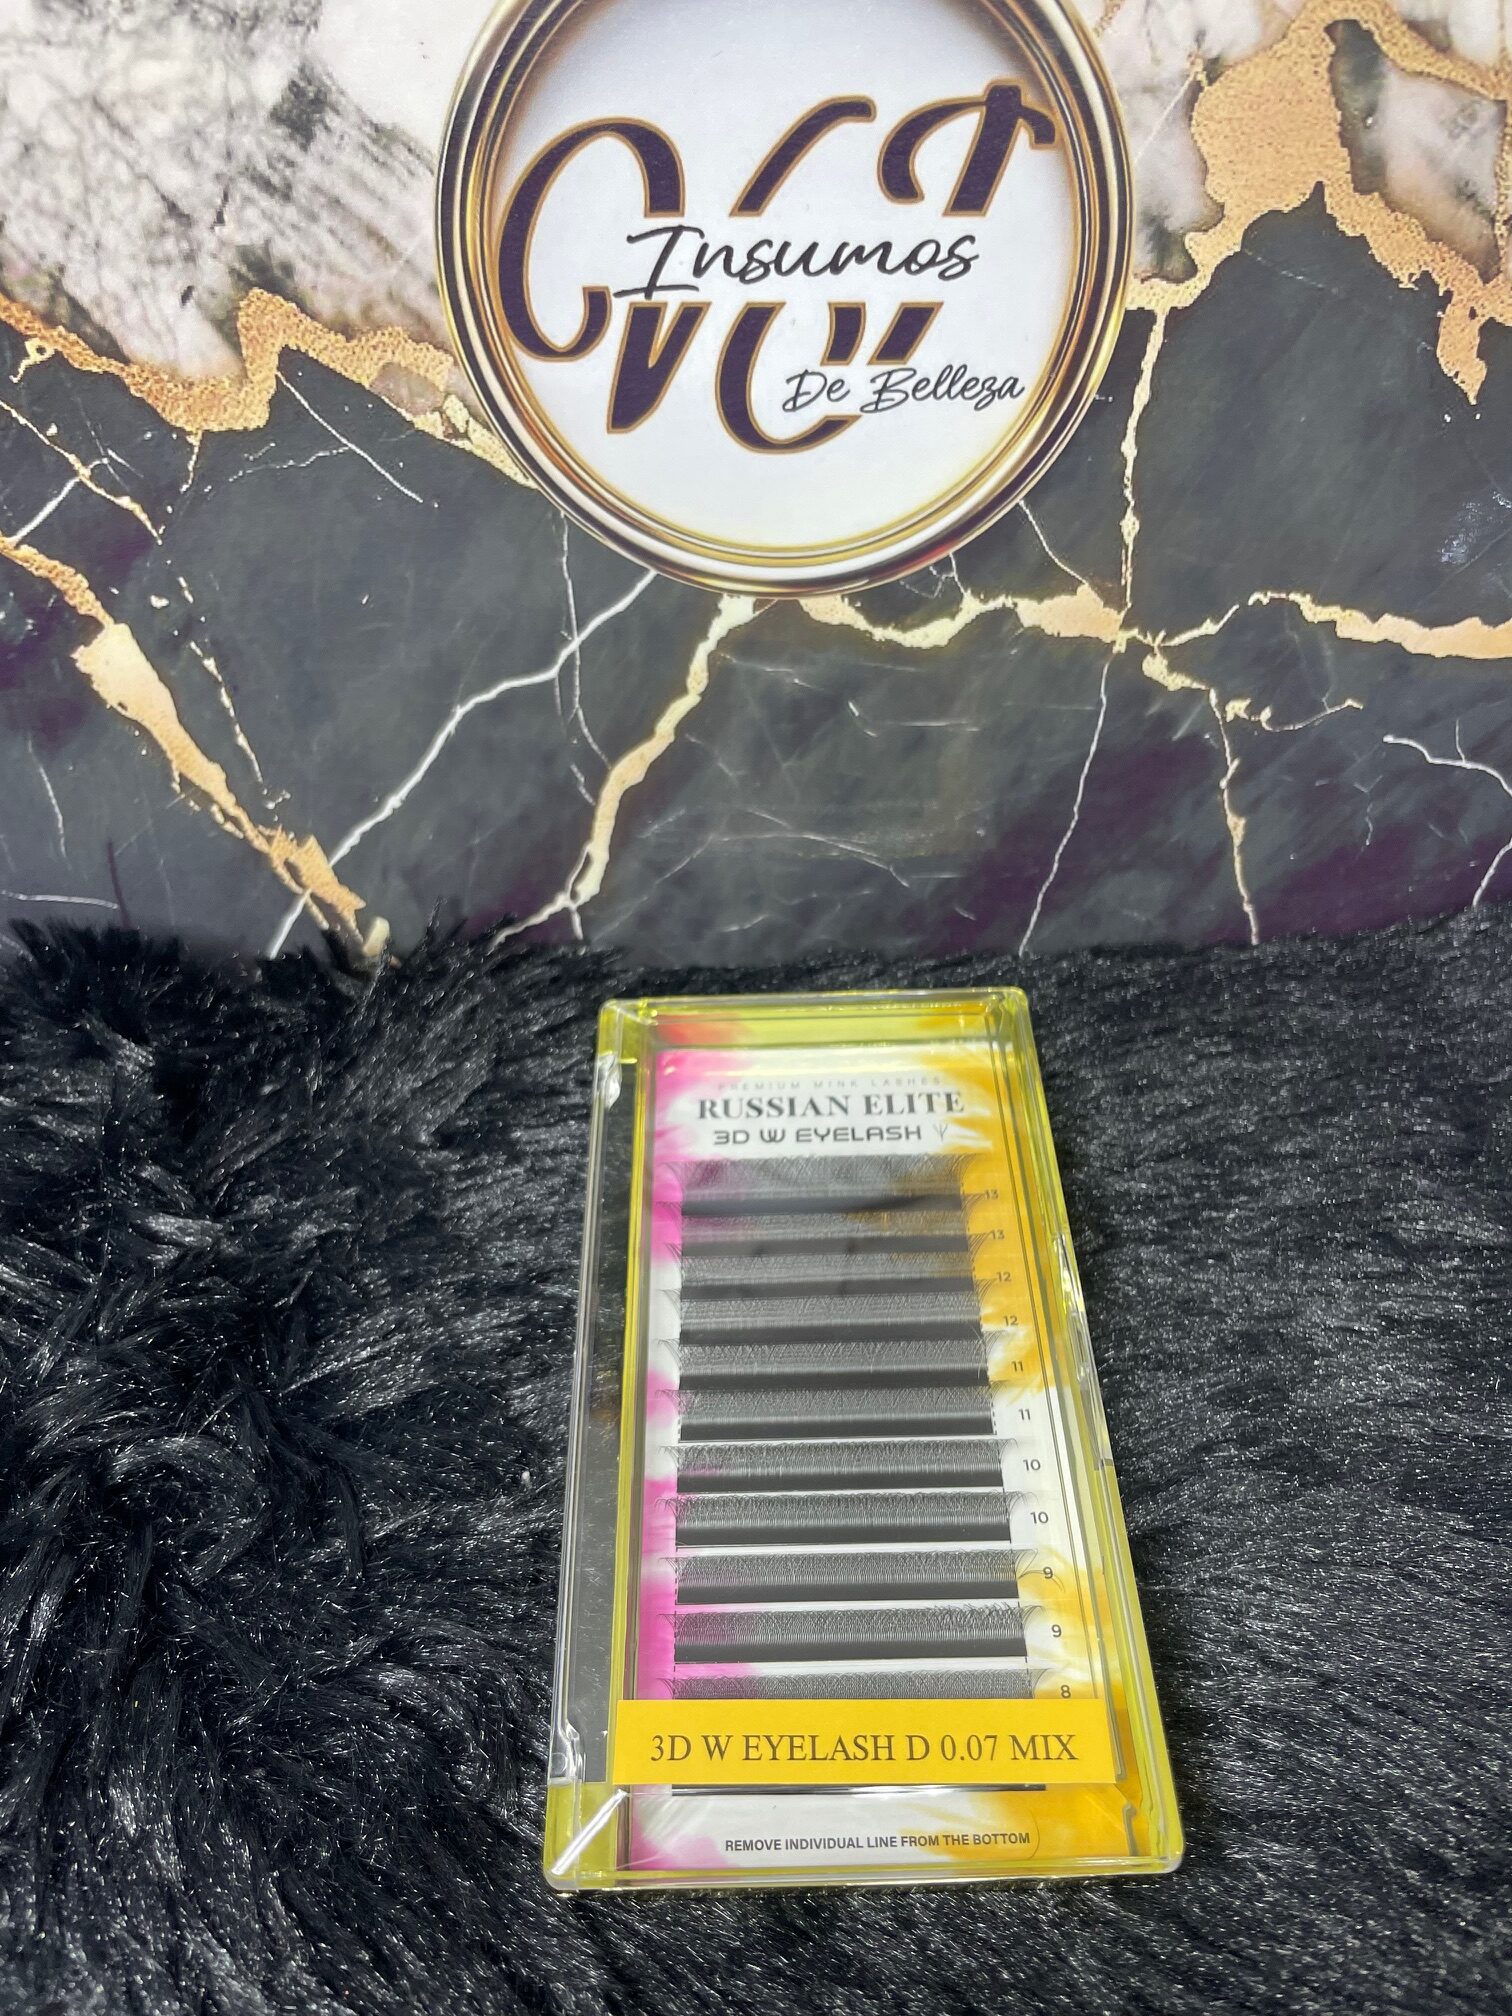 Insumos
De Belleza
PREMIUM MINK LASHES
RUSSIAN ELITE
3D W EYELASH
13
13
12
12
11
11
10
10
9
9
8
3D W EYELASH D 0.07 MIX
REMOVE INDIVIDUAL LINE FROM THE BOTTOM